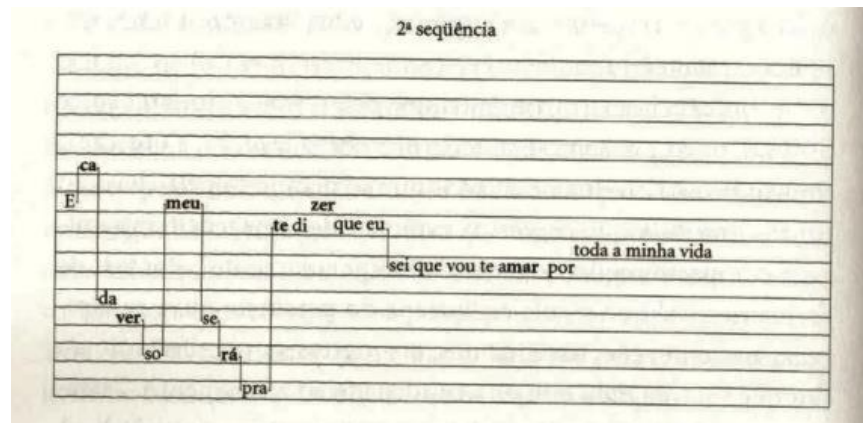 2ª seqüência
E
ca
da
ver
so
meu
se
rá
pra
te di
zer
que eu
sei que vou te amar por
toda a minha vida